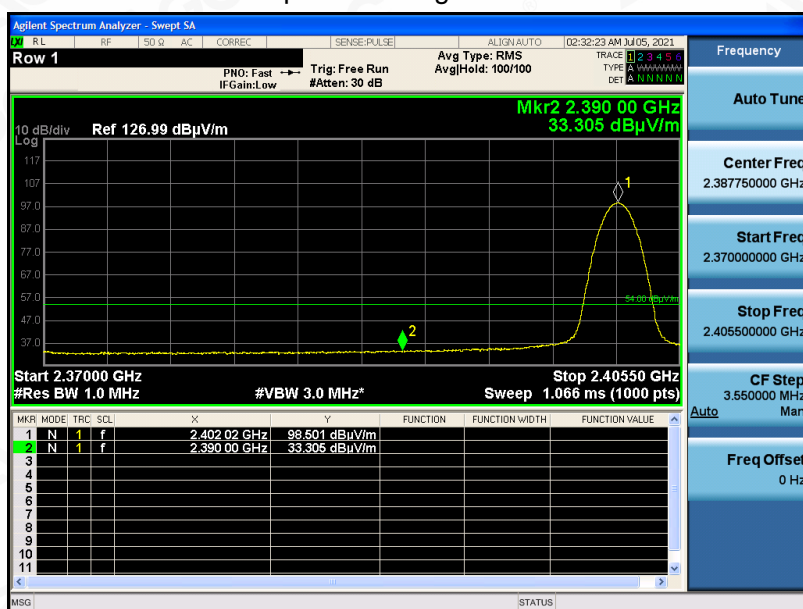 Agilent Spectrum Analyzer - Swept SA
LXI RL RF 50 Ω AC CORREC SENSE:PULSE ALIGN AUTO 02:32:23 AM Jul 05, 2021
Row 1
PNO: Fast
IFGain:Low
Trig: Free Run
#Atten: 30 dB
Avg Type: RMS
Avg|Hold: 100/100
TRACE 1 2 3 4 5 6
TYPE A WWWWW
DET A N N N N N
Mkr2 2.390 00 GHz
33.305 dBµV/m
10 dB/div
Log
Ref 126.99 dBµV/m
117
107
97.0
87.0
77.0
67.0
57.0
47.0
37.0
1
2
54.00 dBµV/m
Start 2.37000 GHz
#Res BW 1.0 MHz
#VBW 3.0 MHz*
Stop 2.40550 GHz
Sweep 1.066 ms (1000 pts)
MKR MODE TRC SCL X Y FUNCTION FUNCTION WIDTH FUNCTION VALUE
1 N 1 f 2.402 02 GHz 98.501 dBµV/m
2 N 1 f 2.390 00 GHz 33.305 dBµV/m
3
4
5
6
7
8
9
10
11
MSG STATUS
Frequency
Auto Tune
Center Freq
2.387750000 GHz
Start Freq
2.370000000 GHz
Stop Freq
2.405500000 GHz
CF Step
3.550000 MHz
Auto Man
Freq Offset
0 Hz